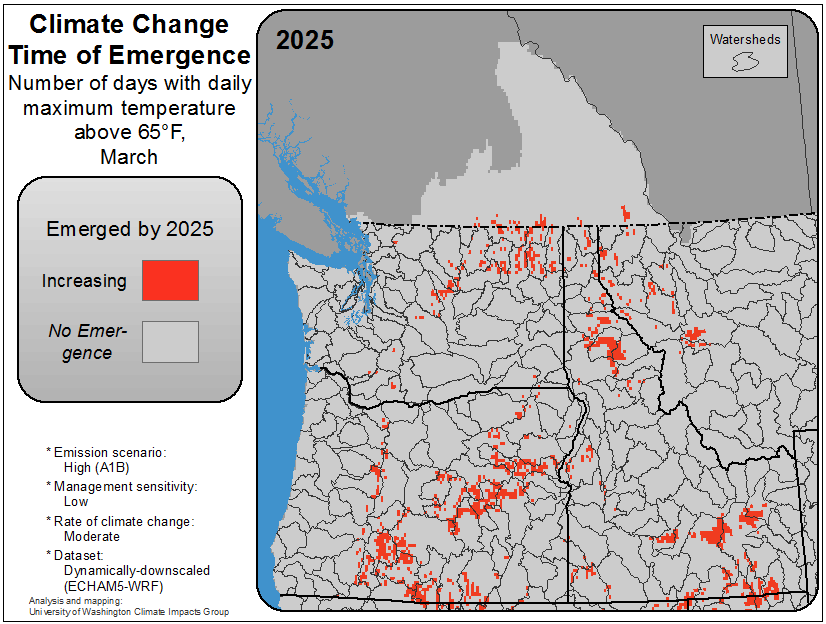 Climate Change
Time of Emergence
Number of days with daily
maximum temperature
above 65°F,
March
Emerged by 2025
Increasing
No Emer-
gence
* Emission scenario:
High (A1B)
* Management sensitivity:
Low
* Rate of climate change:
Moderate
* Dataset:
Dynamically-downscaled
(ECHAM5-WRF)
Analysis and mapping:
University of Washington Climate Impacts Group
2025
Watersheds